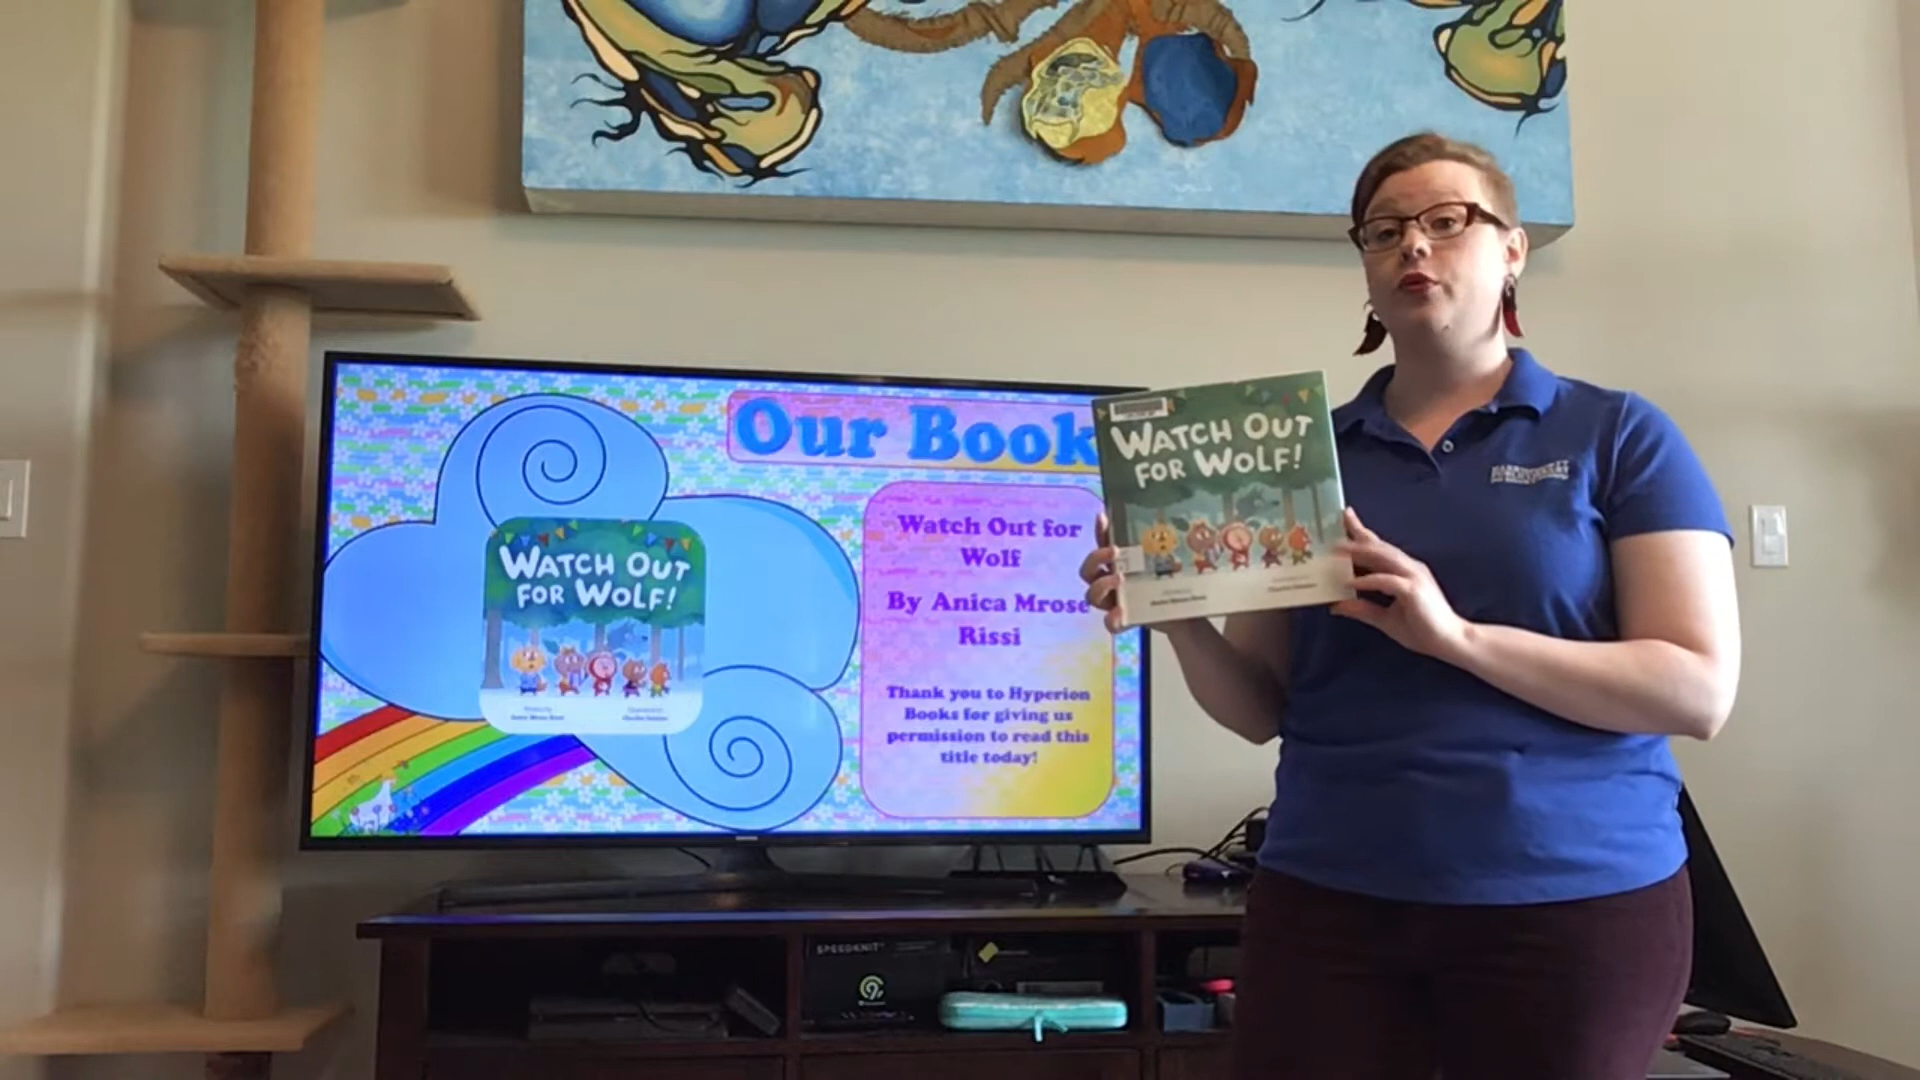 Our Book
Watch Out for
Wolf
By Anica Mrose
Rissi
Thank you to Hyperion
Books for giving us
permission to read this
title today!
WATCH OUT
FOR WOLF!
WATCH OUT
FOR WOLF!
SPEEDKNIT